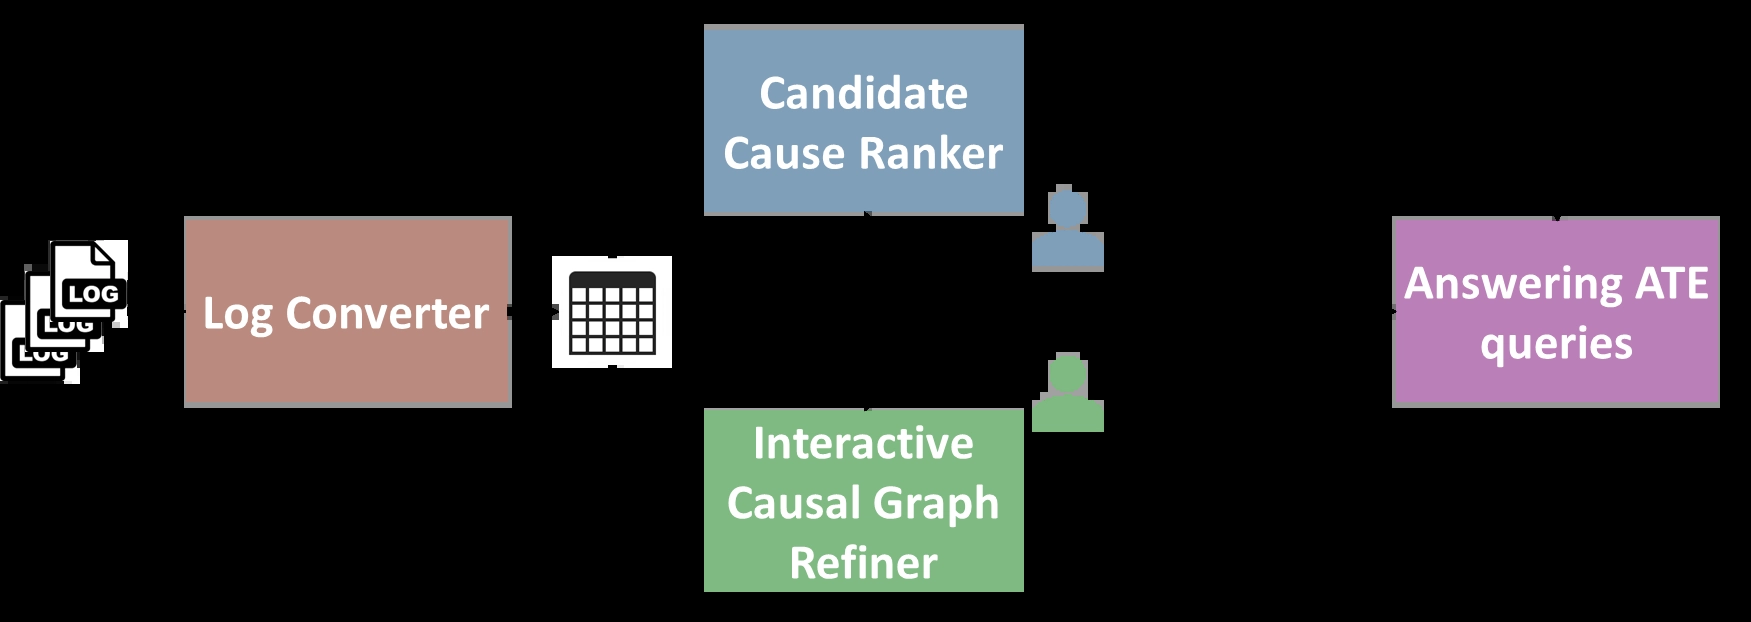 LOG
LOG
LOG
Log Converter
Candidate
Cause Ranker
Interactive
Causal Graph
Refiner
Answering ATE
queries